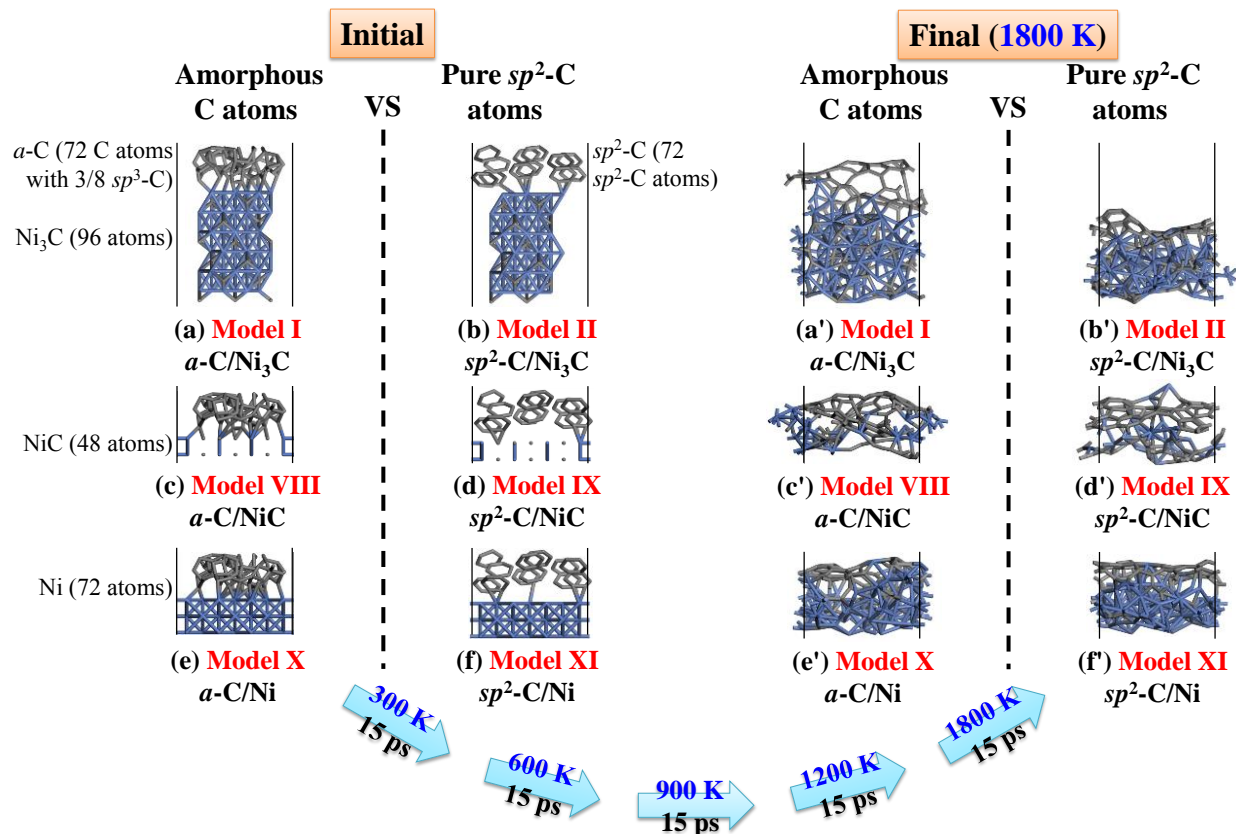 Initial
Final (1800 K)
Amorphous
C atoms
VS
Pure sp²-C
atoms
Amorphous
C atoms
VS
Pure sp²-C
atoms
a-C (72 C atoms
with 3/8 sp³-C)
sp²-C (72
sp²-C atoms)
Ni₃C (96 atoms)
(a) Model I
a-C/Ni₃C
(b) Model II
sp²-C/Ni₃C
(a') Model I
a-C/Ni₃C
(b') Model II
sp²-C/Ni₃C
NiC (48 atoms)
(c) Model VIII
a-C/NiC
(d) Model IX
sp²-C/NiC
(c') Model VIII
a-C/NiC
(d') Model IX
sp²-C/NiC
Ni (72 atoms)
(e) Model X
a-C/Ni
(f) Model XI
sp²-C/Ni
(e') Model X
a-C/Ni
(f') Model XI
sp²-C/Ni
300 K
15 ps
600 K
15 ps
900 K
15 ps
1200 K
15 ps
1800 K
15 ps